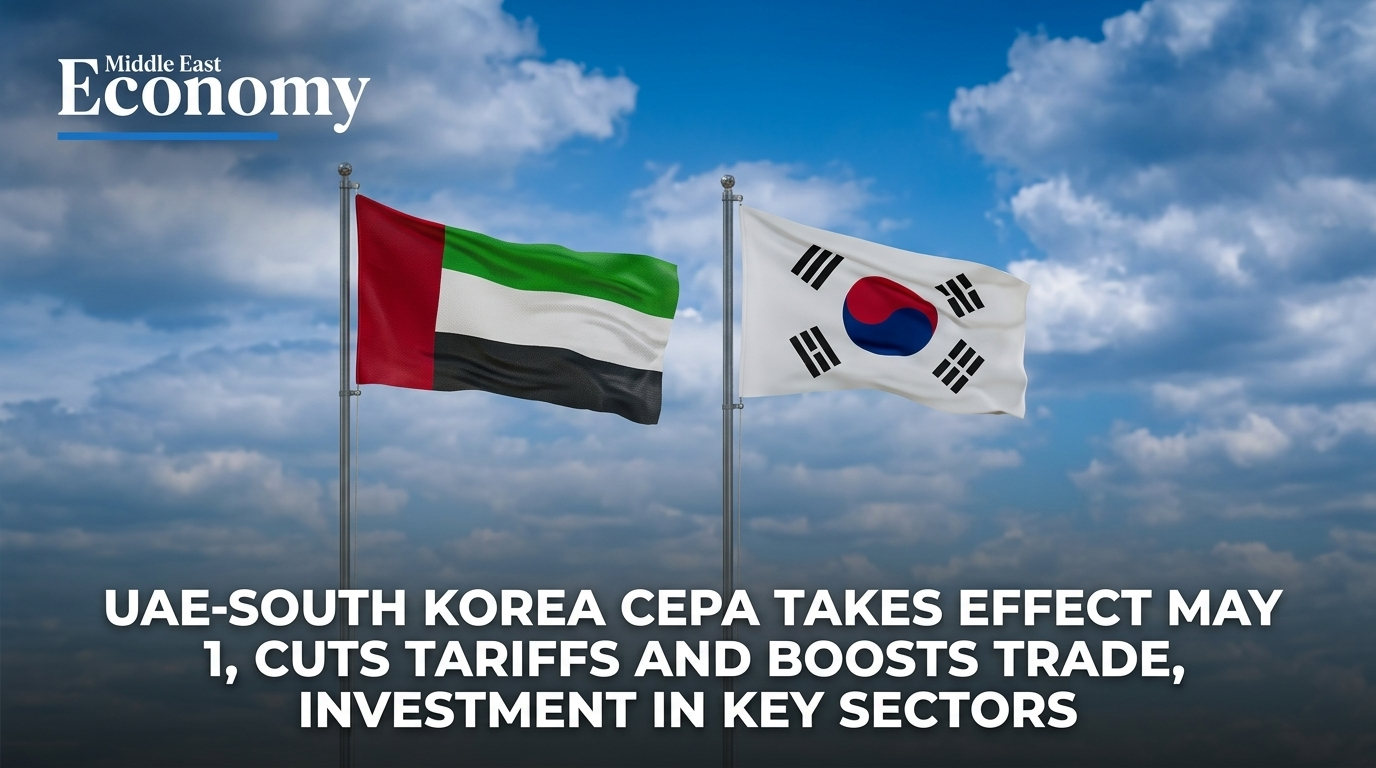 Middle East
Economy
UAE-SOUTH KOREA CEPA TAKES EFFECT MAY
1, CUTS TARIFFS AND BOOSTS TRADE,
INVESTMENT IN KEY SECTORS